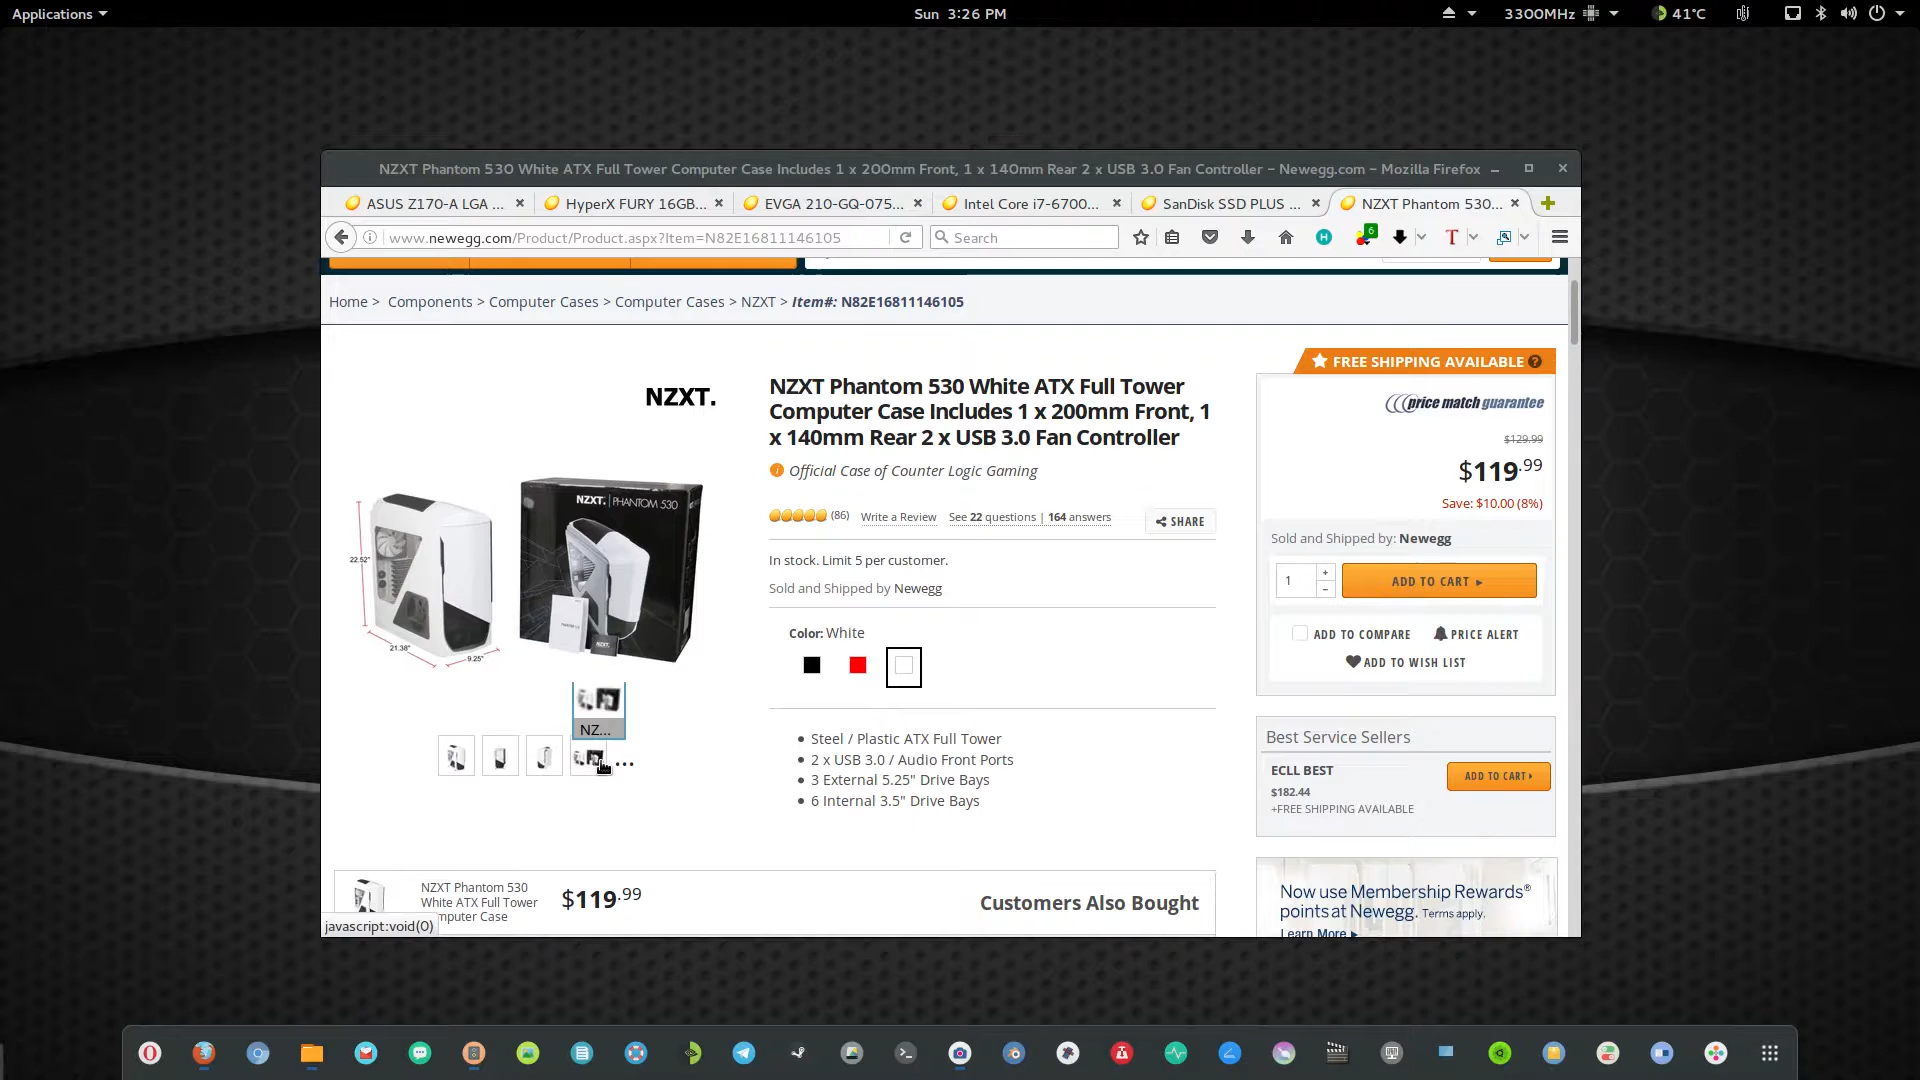 Applications
Sun 3:26 PM
3300MHz
41°C
NZXT Phantom 530 White ATX Full Tower Computer Case Includes 1 x 200mm Front, 1 x 140mm Rear 2 x USB 3.0 Fan Controller – Newegg.com – Mozilla Firefox
ASUS Z170-A LGA ...
HyperX FURY 16GB...
EVGA 210-GQ-075...
Intel Core i7-6700...
SanDisk SSD PLUS ...
NZXT Phantom 530...
www.newegg.com/Product/Product.aspx?Item=N82E16811146105
Search
H
6
T
Home > Components > Computer Cases > Computer Cases > NZXT > Item#: N82E16811146105
NZXT.
NZXT. PHANTOM 530
22.52"
21.38"
9.25"
NZXT.
NZ...
...
NZXT Phantom 530 White ATX Full Tower
Computer Case Includes 1 x 200mm Front, 1
x 140mm Rear 2 x USB 3.0 Fan Controller
Official Case of Counter Logic Gaming
(86)
Write a Review
See 22 questions | 164 answers
SHARE
In stock. Limit 5 per customer.
Sold and Shipped by Newegg
Color: White
• Steel / Plastic ATX Full Tower
• 2 x USB 3.0 / Audio Front Ports
• 3 External 5.25" Drive Bays
• 6 Internal 3.5" Drive Bays
FREE SHIPPING AVAILABLE ?
price match guarantee
$129.99
$119.99
Save: $10.00 (8%)
Sold and Shipped by: Newegg
1
+
-
ADD TO CART
ADD TO COMPARE
PRICE ALERT
ADD TO WISH LIST
Best Service Sellers
ECLL BEST
$182.44
+FREE SHIPPING AVAILABLE
ADD TO CART
Now use Membership Rewards®
points at Newegg. Terms apply.
Learn More
NZXT Phantom 530
White ATX Full Tower
mputer Case
$119.99
Customers Also Bought
javascript:void(0)